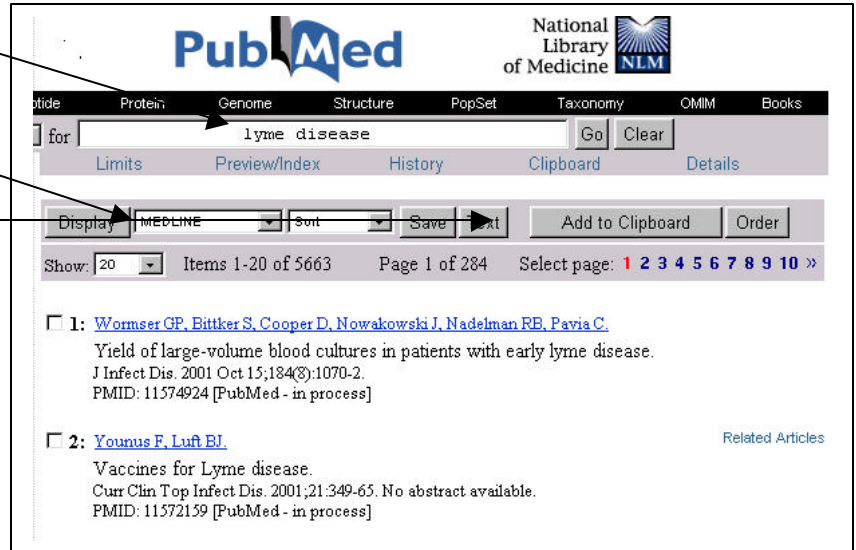 PubMed
National
Library
of Medicine NLM
Protein Genome Structure PopSet Taxonomy OMIM Books
for lyme disease Go Clear
Limits Preview/Index History Clipboard Details
Display MEDLINE Sort Save Text Add to Clipboard Order
Show: 20 Items 1-20 of 5663 Page 1 of 284 Select page: 1 2 3 4 5 6 7 8 9 10 »
1: Wormser GP, Bittker S, Cooper D, Nowakowski J, Nadelman RB, Pavia C.
Yield of large-volume blood cultures in patients with early lyme disease.
J Infect Dis. 2001 Oct 15;184(8):1070-2.
PMID: 11574924 [PubMed - in process]
2: Younus F, Luft BJ. Related Articles
Vaccines for Lyme disease.
Curr Clin Top Infect Dis. 2001;21:349-65. No abstract available.
PMID: 11572159 [PubMed - in process]